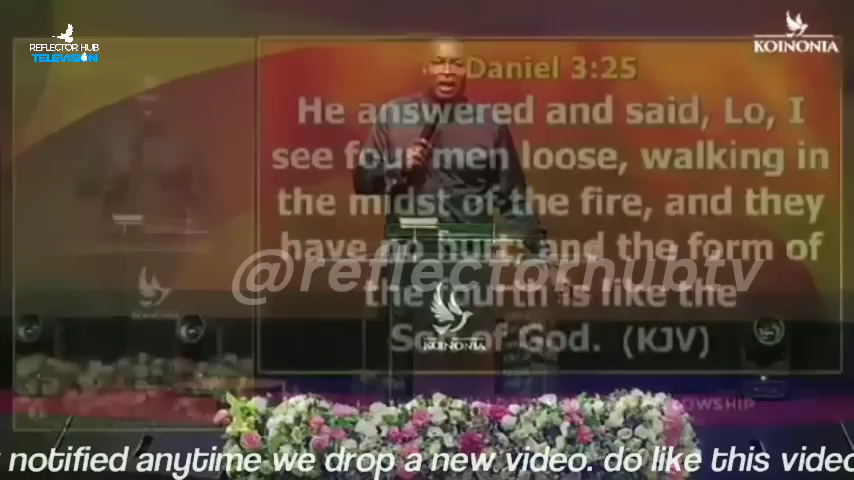 REFLECTOR HUB
TELEVISION
KOINONIA
Daniel 3:25
He answered and said, Lo, I
see four men loose, walking in
the midst of the fire, and they
have no hurt, and the form of
the fourth is like the
Son of God. (KJV)
@reflectorhubtv
KOINONIA
notified anytime we drop a new video. do like this video